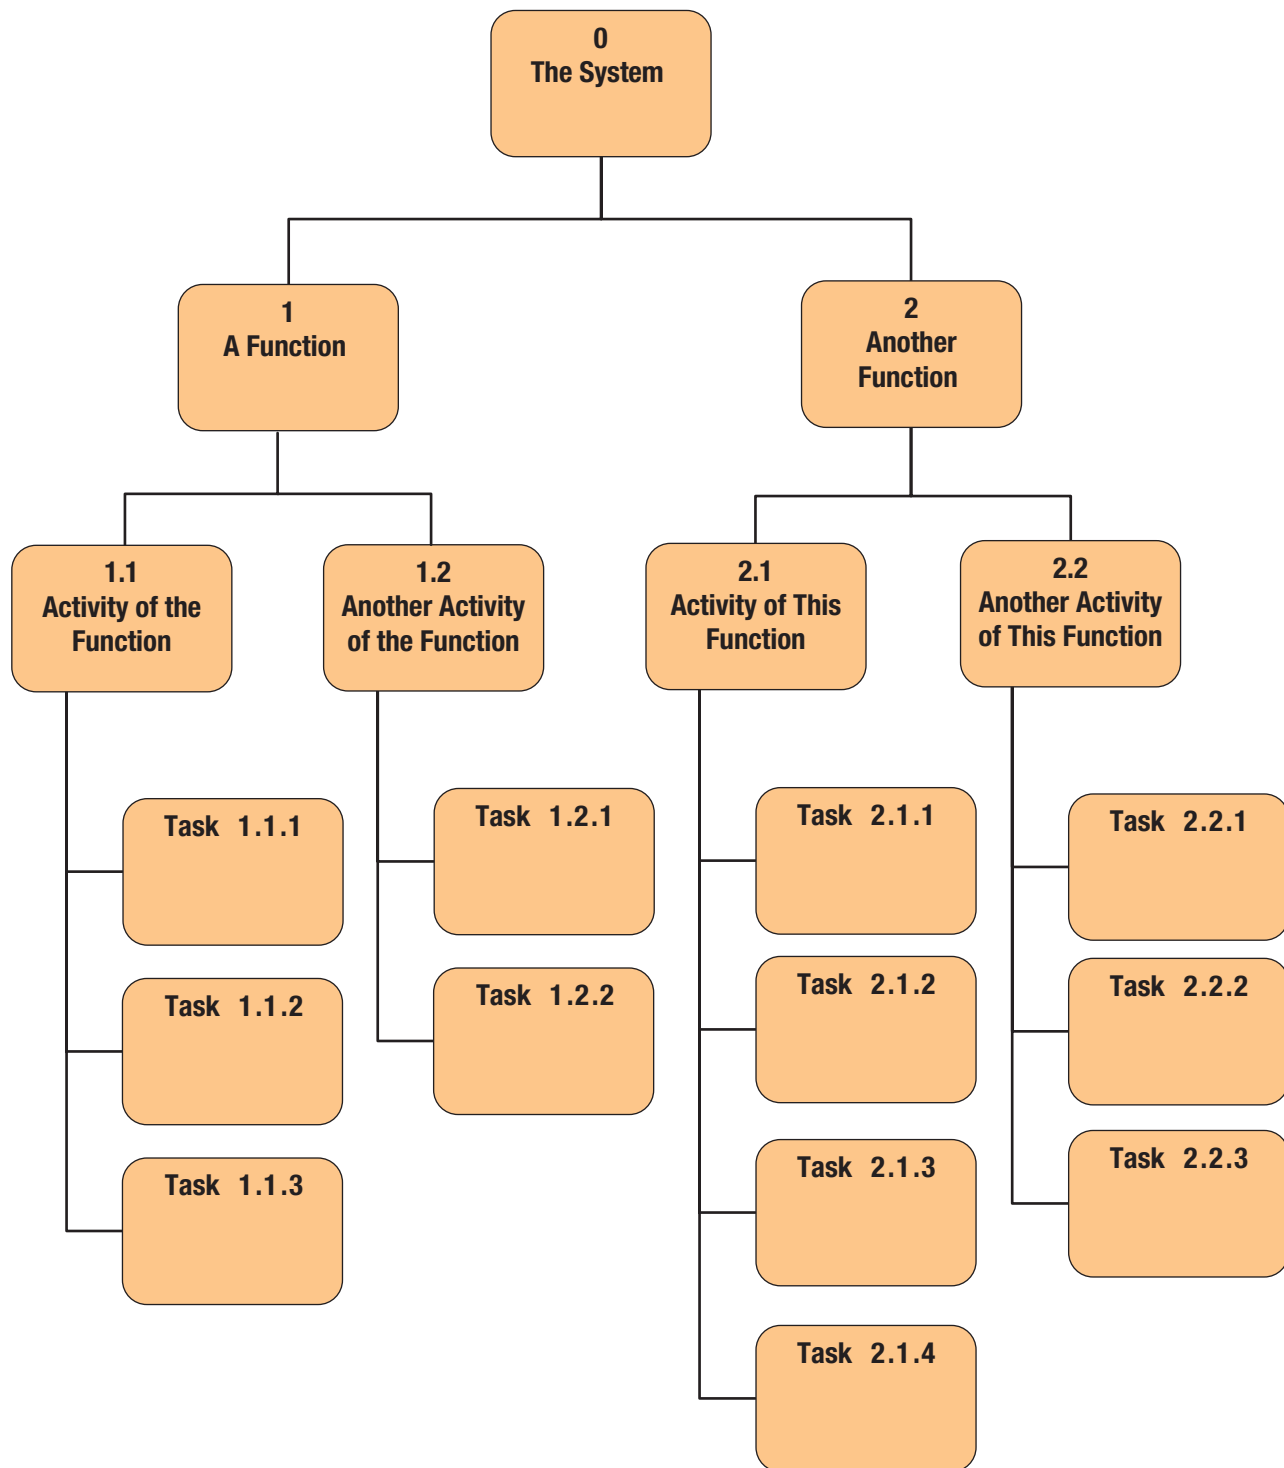 0
The System
1
A Function
2
Another
Function
1.1
Activity of the
Function
1.2
Another Activity
of the Function
2.1
Activity of This
Function
2.2
Another Activity
of This Function
Task 1.1.1
Task 1.1.2
Task 1.1.3
Task 1.2.1
Task 1.2.2
Task 2.1.1
Task 2.1.2
Task 2.1.3
Task 2.1.4
Task 2.2.1
Task 2.2.2
Task 2.2.3